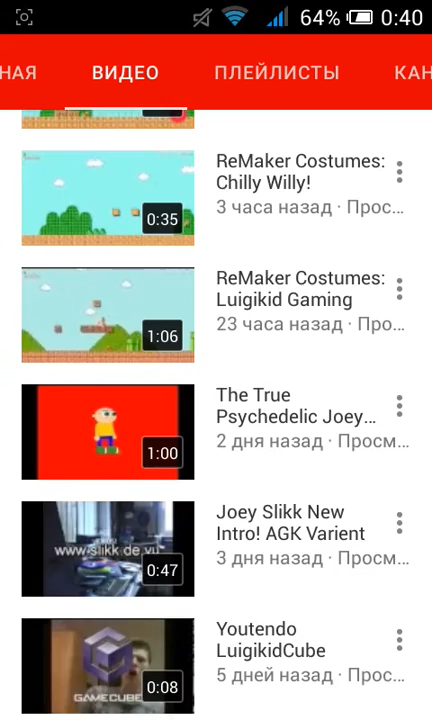 64% 0:40
НАЯ ВИДЕО ПЛЕЙЛИСТЫ КАН
ReMaker Costumes:
Chilly Willy!
3 часа назад · Прос...
0:35
ReMaker Costumes:
Luigikid Gaming
23 часа назад · Про...
1:06
The True
Psychedelic Joey...
2 дня назад · Просм...
1:00
Joey Slikk New
Intro! AGK Varient
3 дня назад · Просм...
www.slikk.de.vu
0:47
Youtendo
LuigikidCube
5 дней назад · Прос...
GAMECUBE
0:08